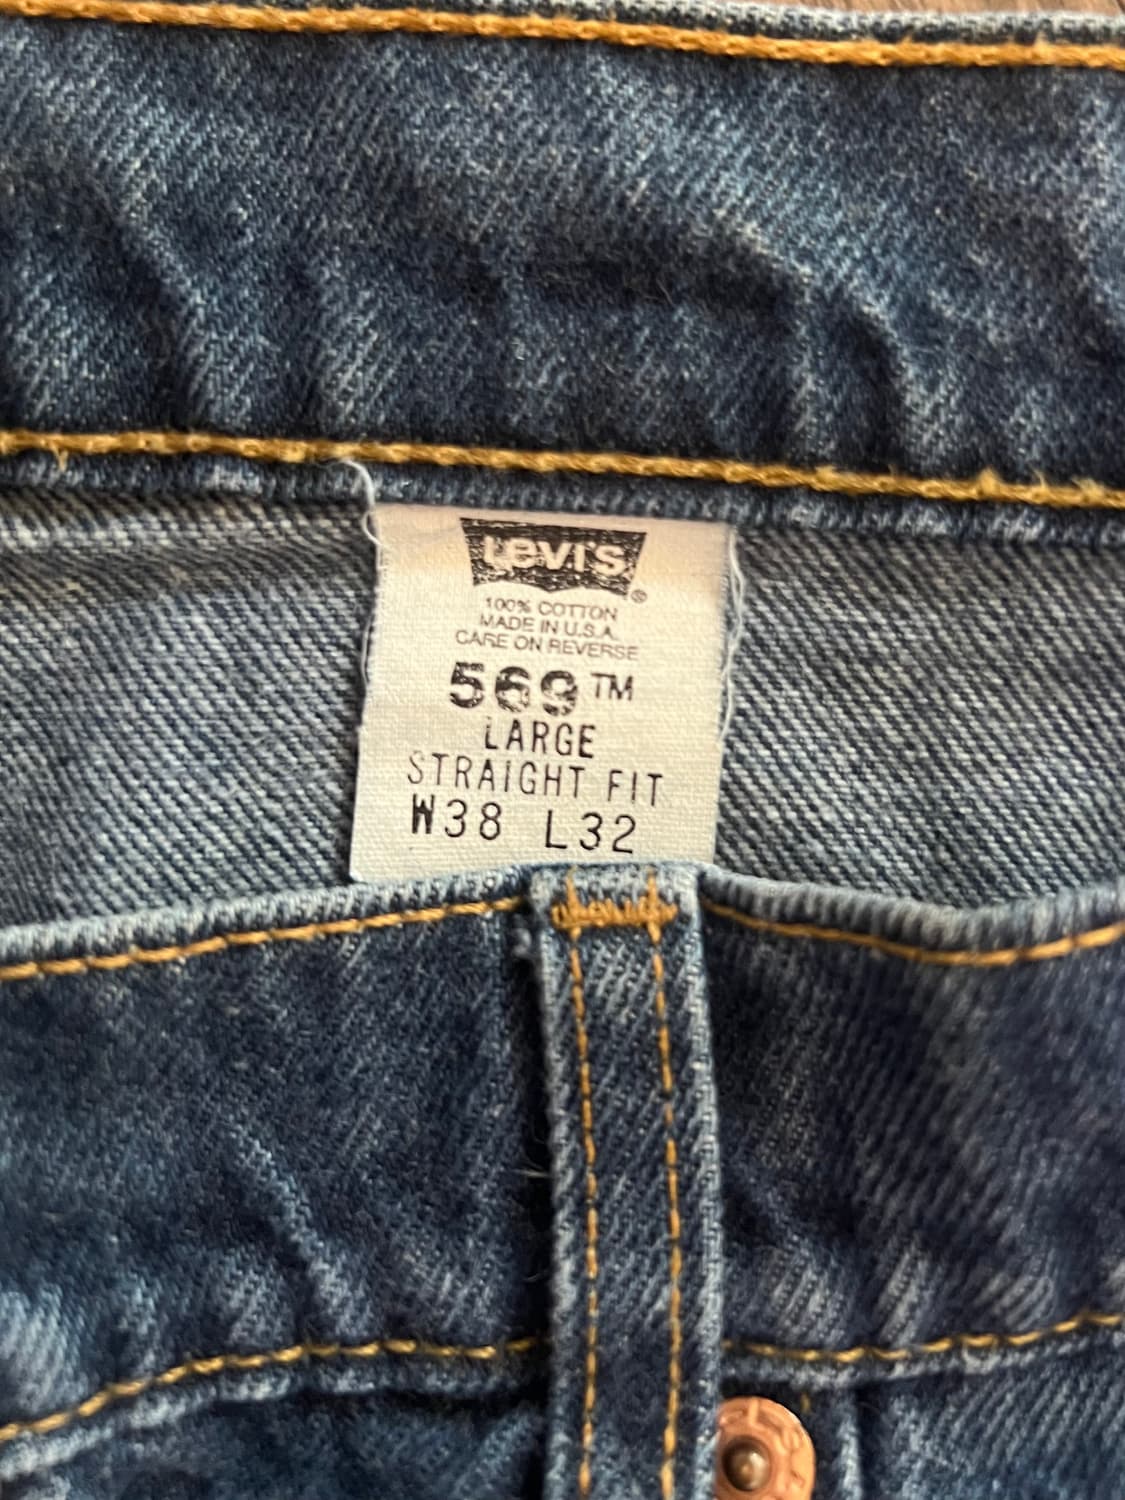 Levi's®
100% COTTON
MADE IN U.S.A.
CARE ON REVERSE
569™
LARGE
STRAIGHT FIT
W38 L32